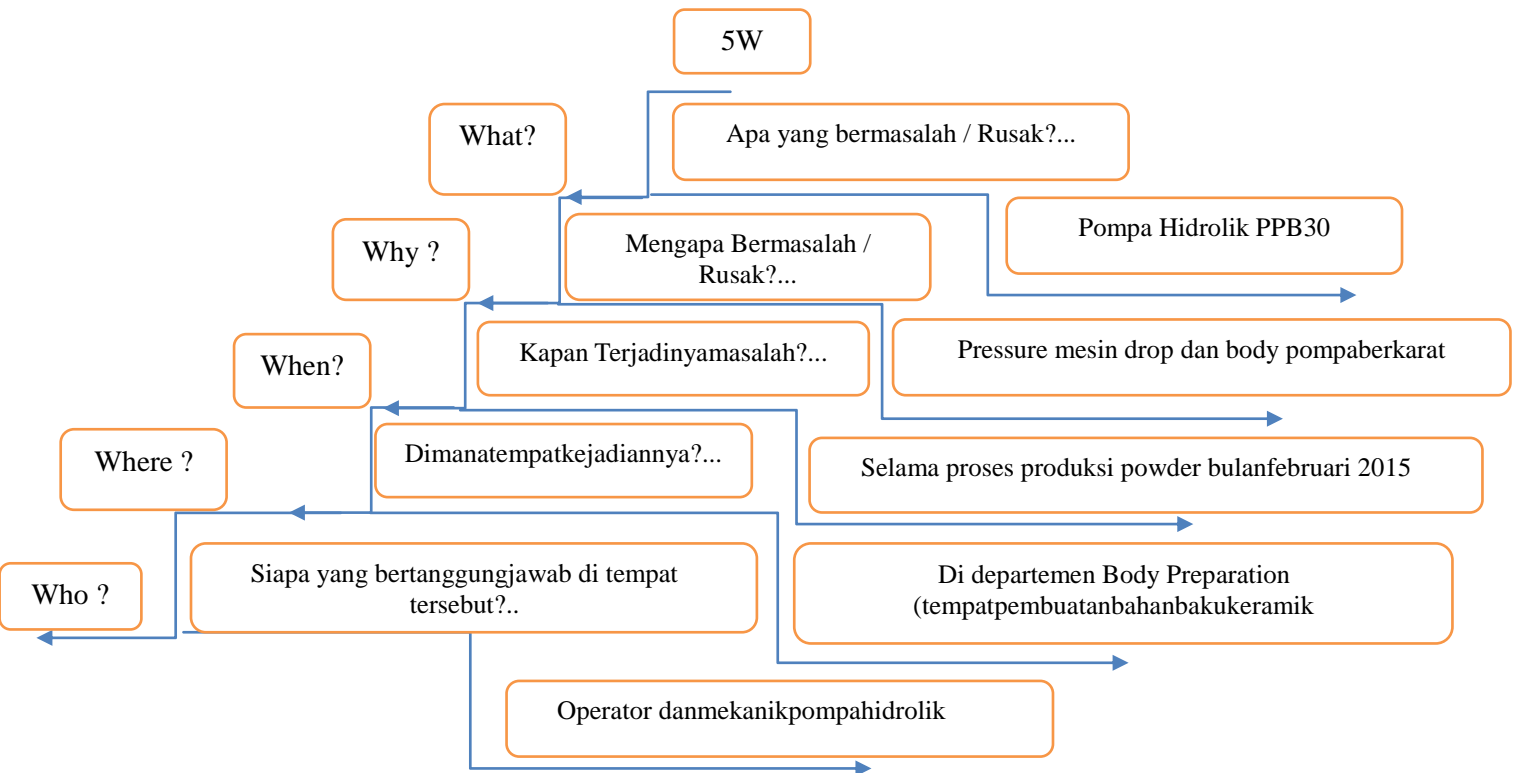 5W
What?
Apa yang bermasalah / Rusak?...
Pompa Hidrolik PPB30
Why ?
Mengapa Bermasalah /
Rusak?...
Pressure mesin drop dan body pompaberkarat
When?
Kapan Terjadinyamasalah?...
Selama proses produksi powder bulanfebruari 2015
Where ?
Dimanatempatkejadiannya?...
Di departemen Body Preparation
(tempatpembuatanbahanbakukeramik
Who ?
Siapa yang bertanggungjawab di tempat
tersebut?..
Operator danmekanikpompahidrolik